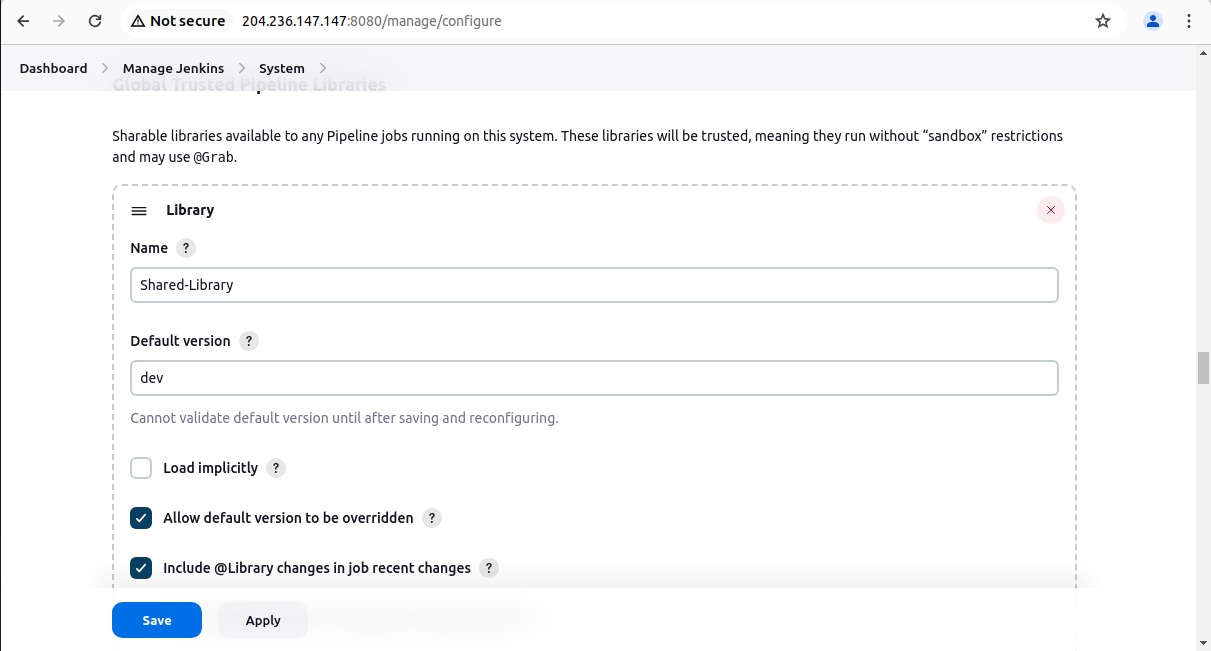 Not secure 204.236.147.147:8080/manage/configure
Dashboard Manage Jenkins System
Global Trusted Pipeline Libraries
Sharable libraries available to any Pipeline jobs running on this system. These libraries will be trusted, meaning they run without “sandbox” restrictions
and may use @Grab.
Library
Name ?
Shared-Library
Default version ?
dev
Cannot validate default version until after saving and reconfiguring.
Load implicitly ?
Allow default version to be overridden ?
Include @Library changes in job recent changes ?
Save Apply